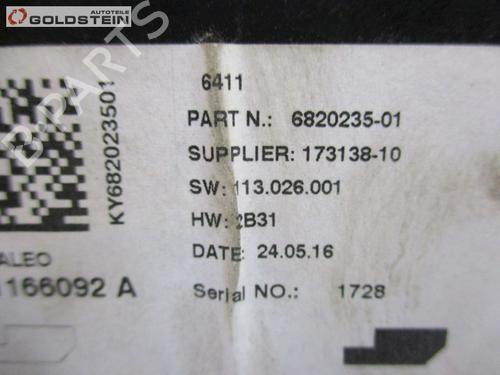 GOLDSTEIN
Autoteile
6411
PART N.: 6820235-01
SUPPLIER: 173138-10
SW: 113.026.001
HW: 2B31
DATE: 24.05.16
Serial NO.: 1728
KY682023501
ALEO
166092 A